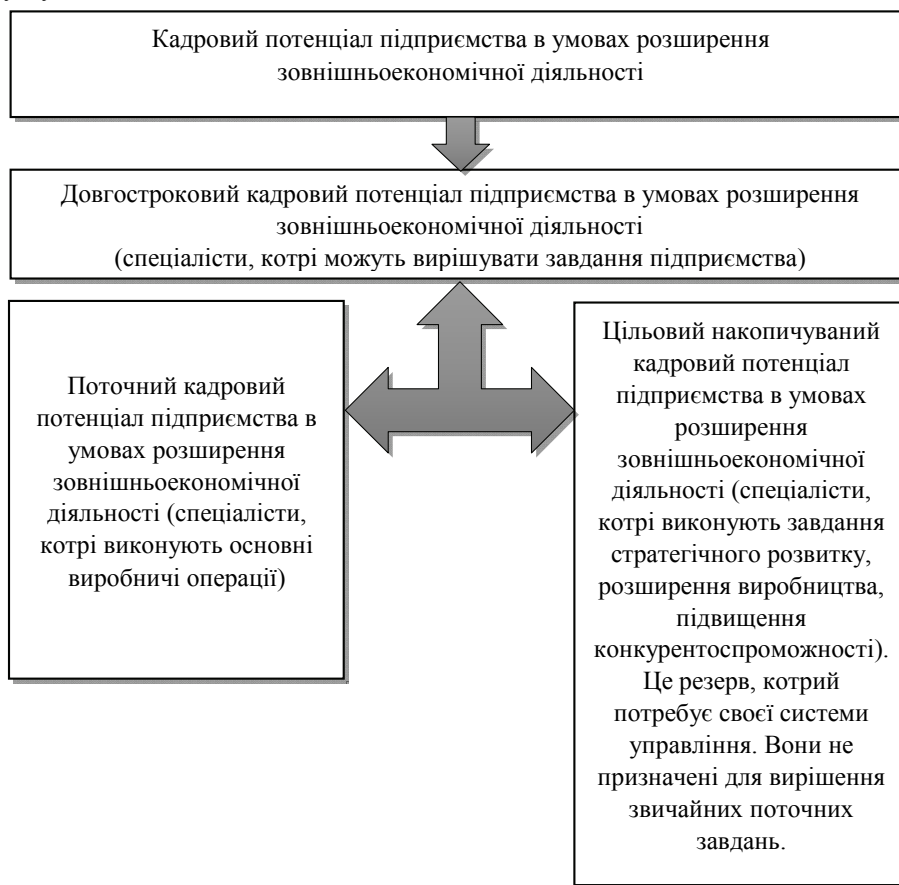 Кадровий потенціал підприємства в умовах розширення
зовнішньоекономічної діяльності
Довгостроковий кадровий потенціал підприємства в умовах розширення
зовнішньоекономічної діяльності
(спеціалісти, котрі можуть вирішувати завдання підприємства)
Поточний кадровий
потенціал підприємства в
умовах розширення
зовнішньоекономічної
діяльності (спеціалісти,
котрі виконують основні
виробничі операції)
Цільовий накопичуваний
кадровий потенціал
підприємства в умовах
розширення
зовнішньоекономічної
діяльності (спеціалісти,
котрі виконують завдання
стратегічного розвитку,
розширення виробництва,
підвищення
конкурентоспроможності).
Це резерв, котрий
потребує своєї системи
управління. Вони не
призначені для вирішення
звичайних поточних
завдань.